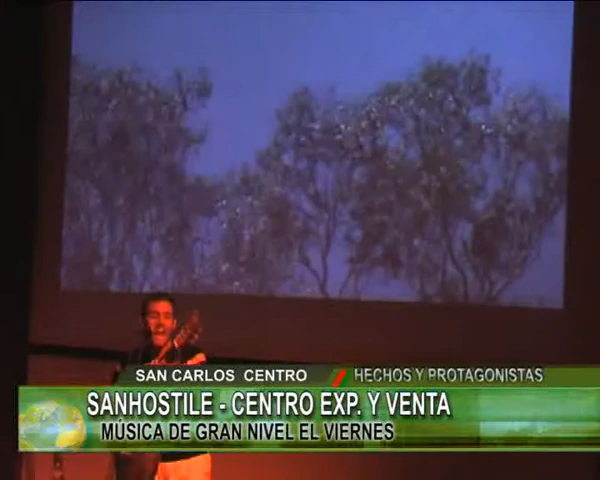 SAN CARLOS CENTRO / HECHOS Y PROTAGONISTAS
SANHOSTILE - CENTRO EXP. Y VENTA
MÚSICA DE GRAN NIVEL EL VIERNES